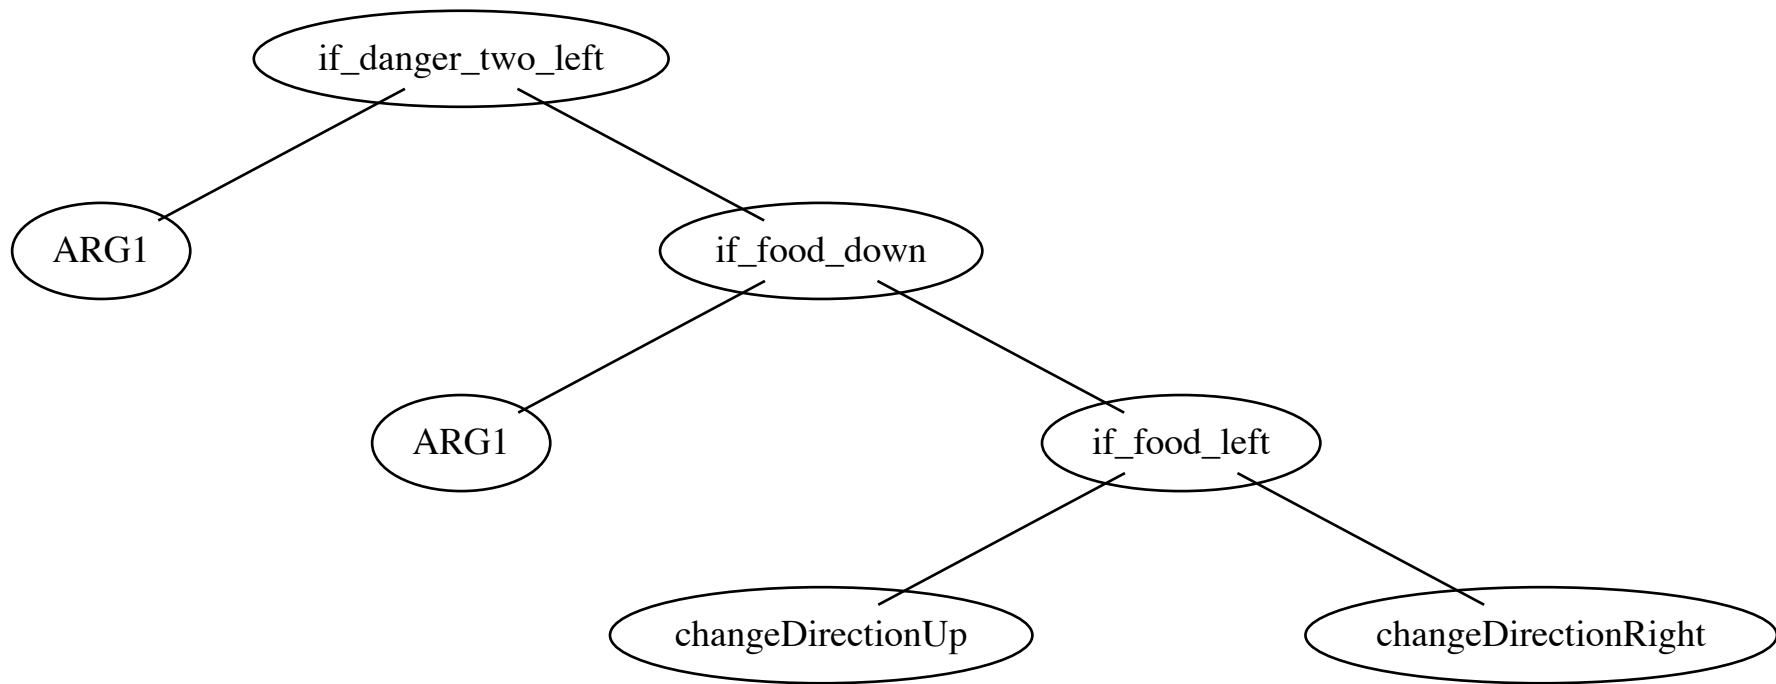 if_danger_two_left
ARG1
if_food_down
ARG1
if_food_left
changeDirectionUp
changeDirectionRight